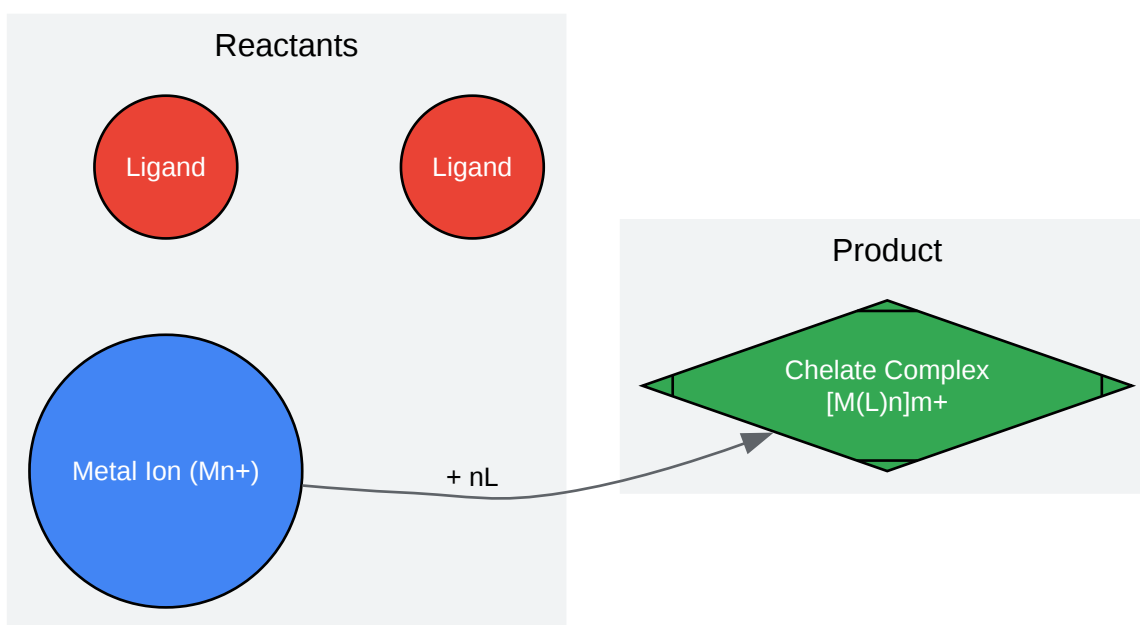 Reactants
Ligand
Ligand
Metal Ion (Mn+)
+ nL
Product
Chelate Complex
[M(L)n]m+